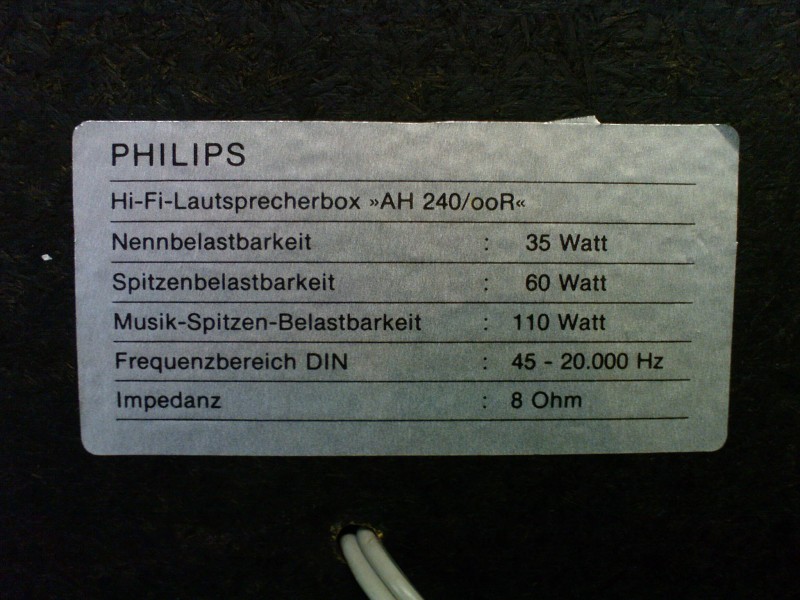 PHILIPS
Hi-Fi-Lautsprecherbox »AH 240/ooR«
Nennbelastbarkeit : 35 Watt
Spitzenbelastbarkeit : 60 Watt
Musik-Spitzen-Belastbarkeit : 110 Watt
Frequenzbereich DIN : 45 - 20.000 Hz
Impedanz : 8 Ohm